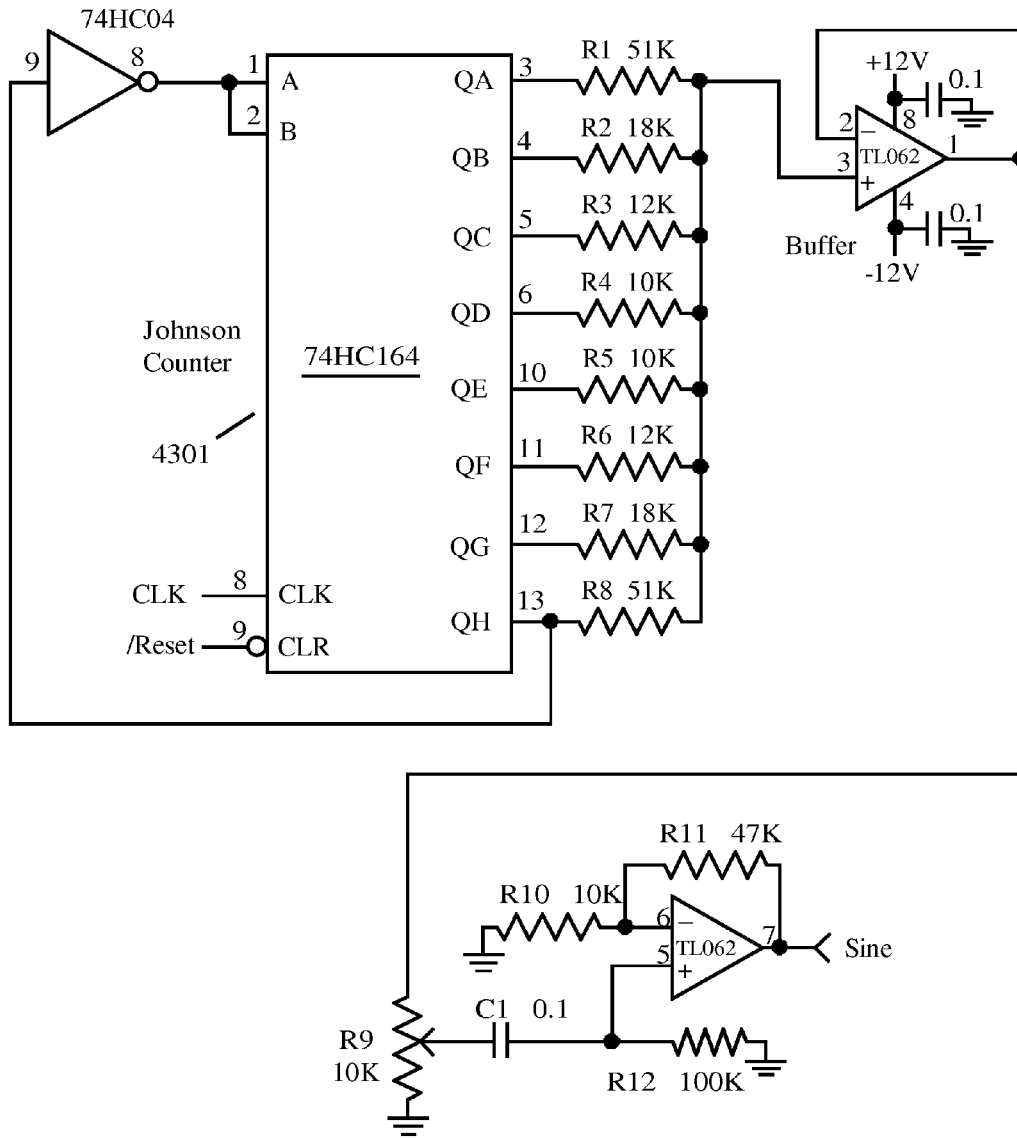 74HC04
9
8
1
A
2
B
QA
3
R1 51K
QB
4
R2 18K
QC
5
R3 12K
QD
6
R4 10K
QE
10
R5 10K
QF
11
R6 12K
QG
12
R7 18K
QH
13
R8 51K
Johnson
Counter
74HC164
4301
CLK
8
CLK
/Reset
9
CLR
+12V
0.1
8
2
−
TL062
1
3
+
4
0.1
Buffer
-12V
R11 47K
R10 10K
6
−
TL062
7
5
+
Sine
C1 0.1
R9
10K
R12 100K